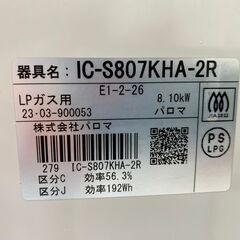 器具名: IC-S807KHA-2R
E1-2-26
LPガス用 8.10kW
23・03-900053 パロマ
株式会社パロマ
279 IC-S807KHA-2R
区分C 効率56.3%
区分J 効率192Wh
PS
LPG